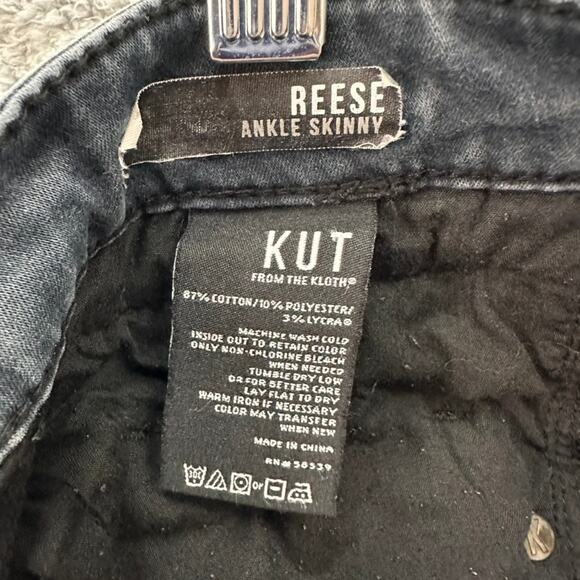 REESE
ANKLE SKINNY
KUT
FROM THE KLOTH®
87% COTTON/10% POLYESTER/
3% LYCRA®
MACHINE WASH COLD
INSIDE OUT TO RETAIN COLOR
ONLY NON-CHLORINE BLEACH
WHEN NEEDED
TUMBLE DRY LOW
OR FOR BETTER CARE
LAY FLAT TO DRY
WARM IRON IF NECESSARY
COLOR MAY TRANSFER
WHEN NEW
MADE IN CHINA
RN# 58539
or